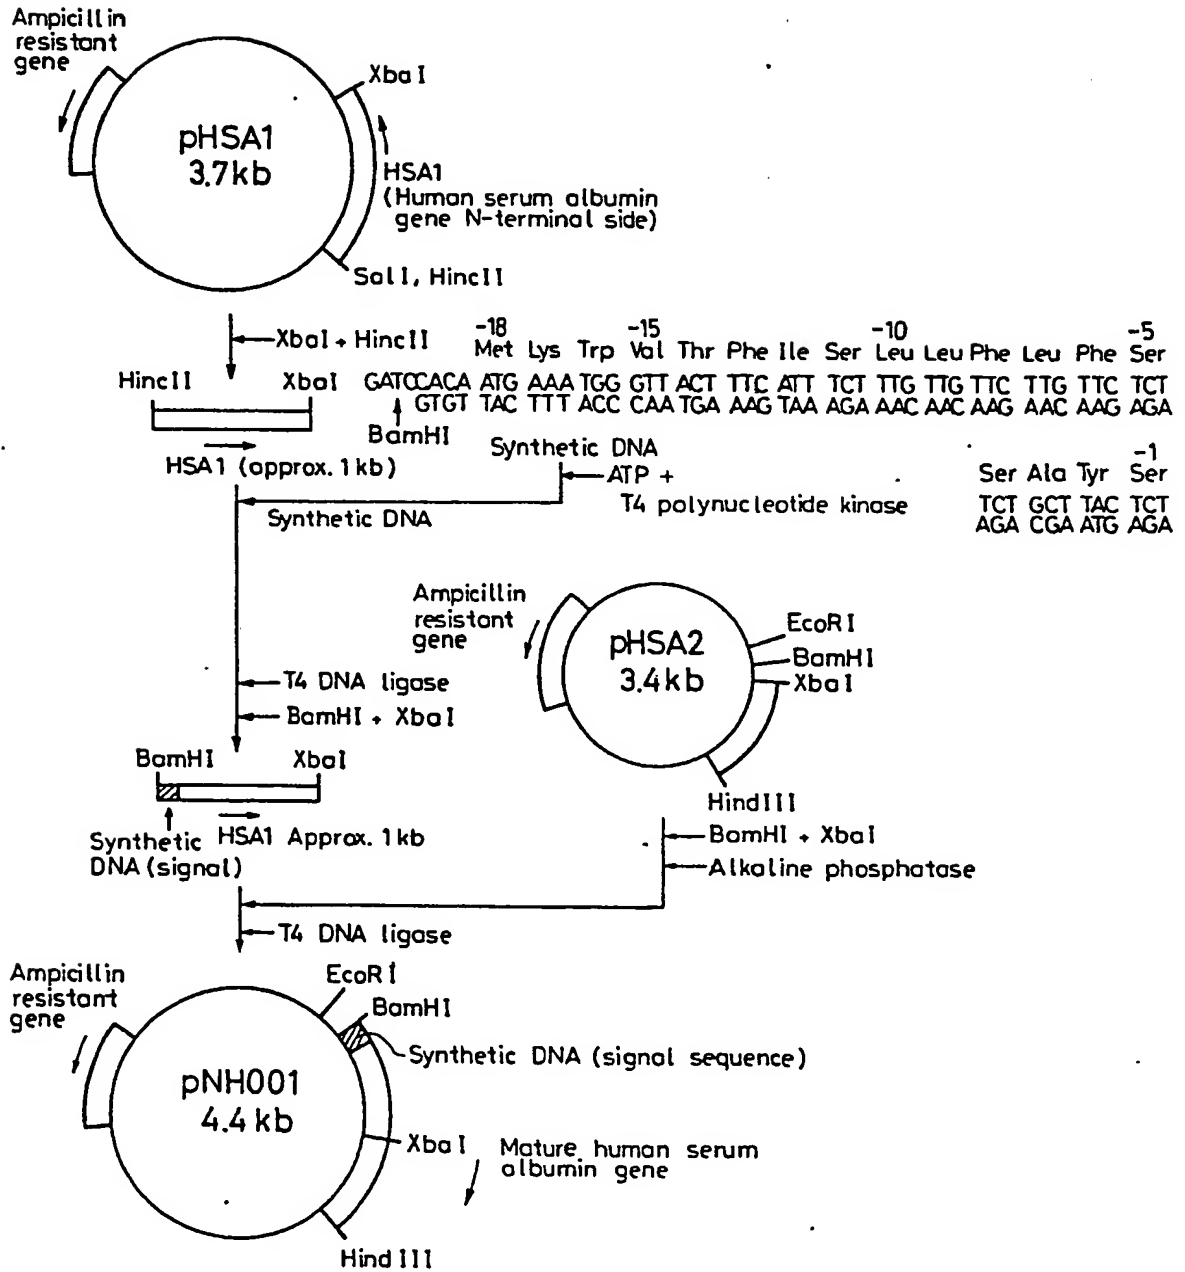 Ampicillin
resistant
gene
XbaI
pHSA1
3.7kb
HSA1
(Human serum albumin
gene N-terminal side)
SalI, HincII
XbaI + HincII
-18 -15 -10 -5
Met Lys Trp Val Thr Phe Ile Ser Leu Leu Phe Leu Phe Ser
HincII XbaI
GATCCACA ATG AAA TGG GTT ACT TTC ATT TCT TTG TTG TTC TTG TTC TCT
GTGT TAC TTT ACC CAA TGA AAG TAA AGA AAC AAC AAG AAC AAG AGA
BamHI
HSA1 (approx. 1kb)
Synthetic DNA
ATP +
T4 polynucleotide kinase
-1
Ser Ala Tyr Ser
TCT GCT TAC TCT
AGA CGA ATG AGA
Synthetic DNA
Ampicillin
resistant
gene
pHSA2
3.4kb
EcoRI
BamHI
XbaI
HindIII
T4 DNA ligase
BamHI + XbaI
BamHI XbaI
Synthetic
DNA (signal)
HSA1 Approx. 1kb
BamHI + XbaI
Alkaline phosphatase
T4 DNA ligase
Ampicillin
resistant
gene
EcoRI
BamHI
Synthetic DNA (signal sequence)
pNH001
4.4kb
XbaI
Mature human serum
albumin gene
Hind III